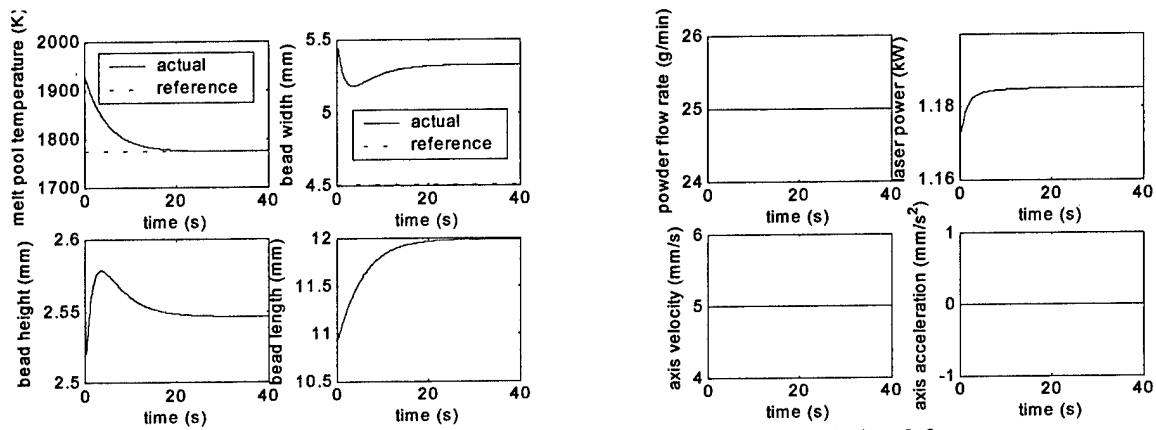 melt pool temperature (K)
2000
1900
1800
1700
actual
reference
0
20
40
time (s)
bead width (mm)
5.5
5
4.5
actual
reference
0
20
40
time (s)
powder flow rate (g/min)
26
25
24
0
20
40
time (s)
laser power (kW)
1.18
1.16
0
20
40
time (s)
bead height (mm)
2.6
2.55
2.5
0
20
40
time (s)
bead length (mm)
12
11.5
11
10.5
0
20
40
time (s)
axis velocity (mm/s)
6
5
4
0
20
40
time (s)
axis acceleration (mm/s²)
1
0
-1
0
20
40
time (s)